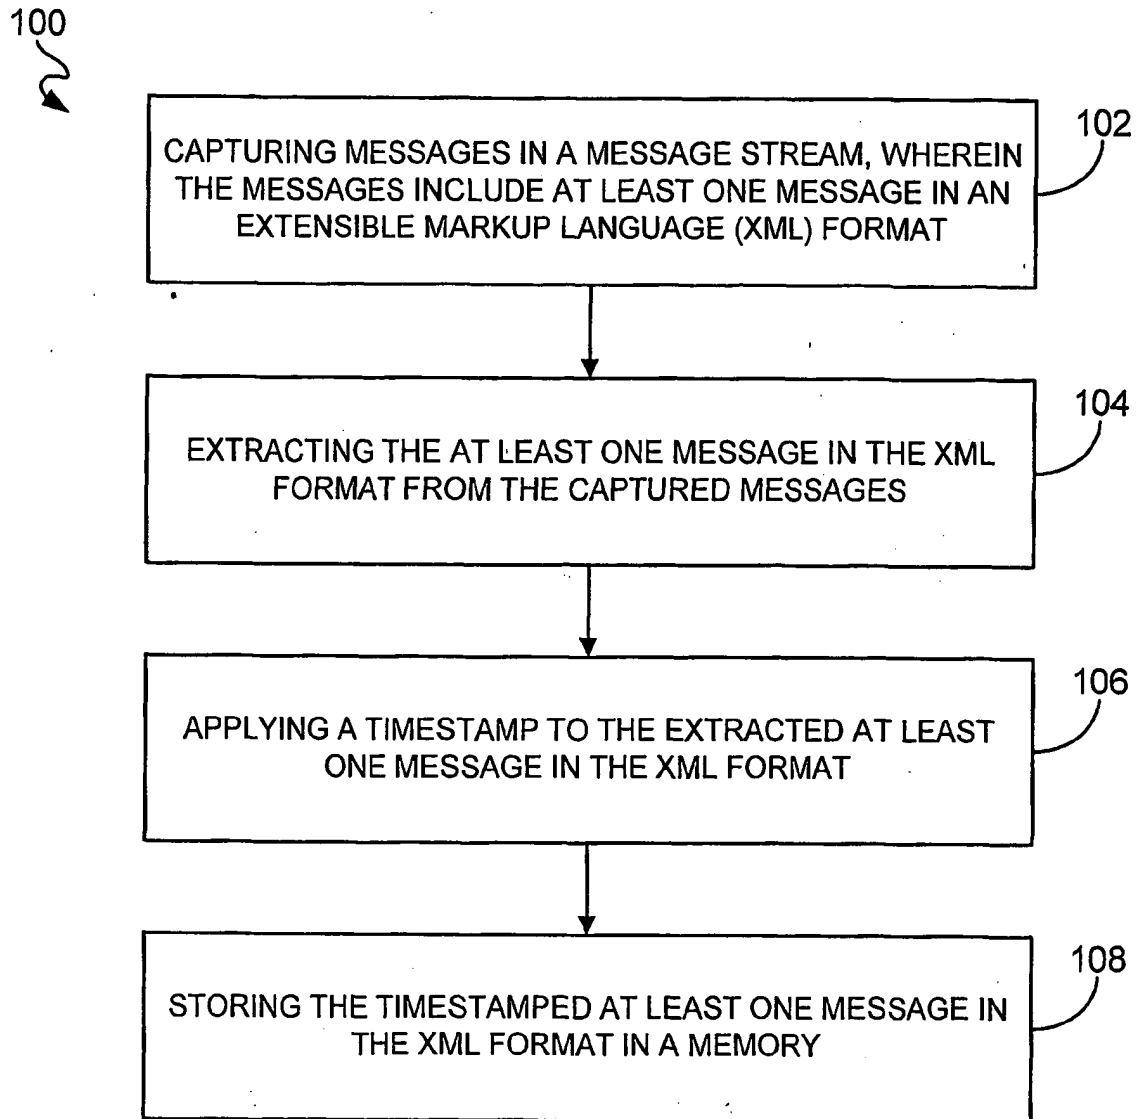 100
CAPTURING MESSAGES IN A MESSAGE STREAM, WHEREIN
THE MESSAGES INCLUDE AT LEAST ONE MESSAGE IN AN
EXTENSIBLE MARKUP LANGUAGE (XML) FORMAT
102
EXTRACTING THE AT LEAST ONE MESSAGE IN THE XML
FORMAT FROM THE CAPTURED MESSAGES
104
APPLYING A TIMESTAMP TO THE EXTRACTED AT LEAST
ONE MESSAGE IN THE XML FORMAT
106
STORING THE TIMESTAMPED AT LEAST ONE MESSAGE IN
THE XML FORMAT IN A MEMORY
108